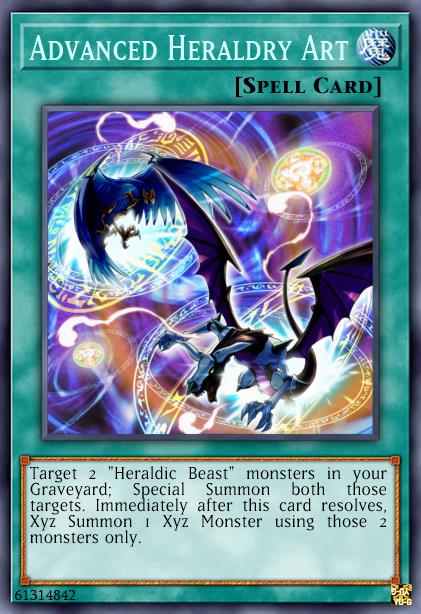 Advanced Heraldry Art
[Spell Card]
Target 2 "Heraldic Beast" monsters in your
Graveyard; Special Summon both those
targets. Immediately after this card resolves,
Xyz Summon 1 Xyz Monster using those 2
monsters only.
61314842